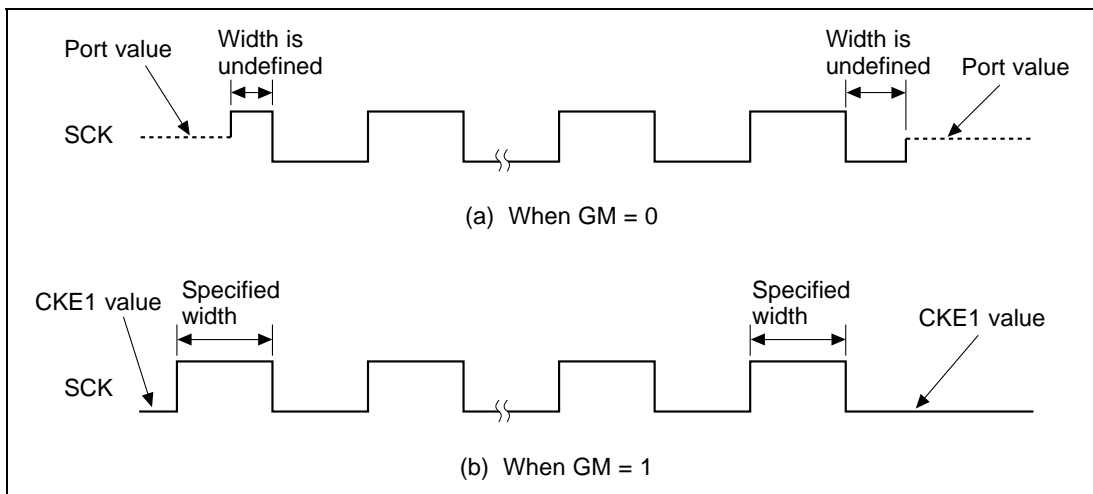 Port value
Width is
undefined
Width is
undefined
Port value
SCK
(a) When GM = 0
CKE1 value
Specified
width
Specified
width
CKE1 value
SCK
(b) When GM = 1